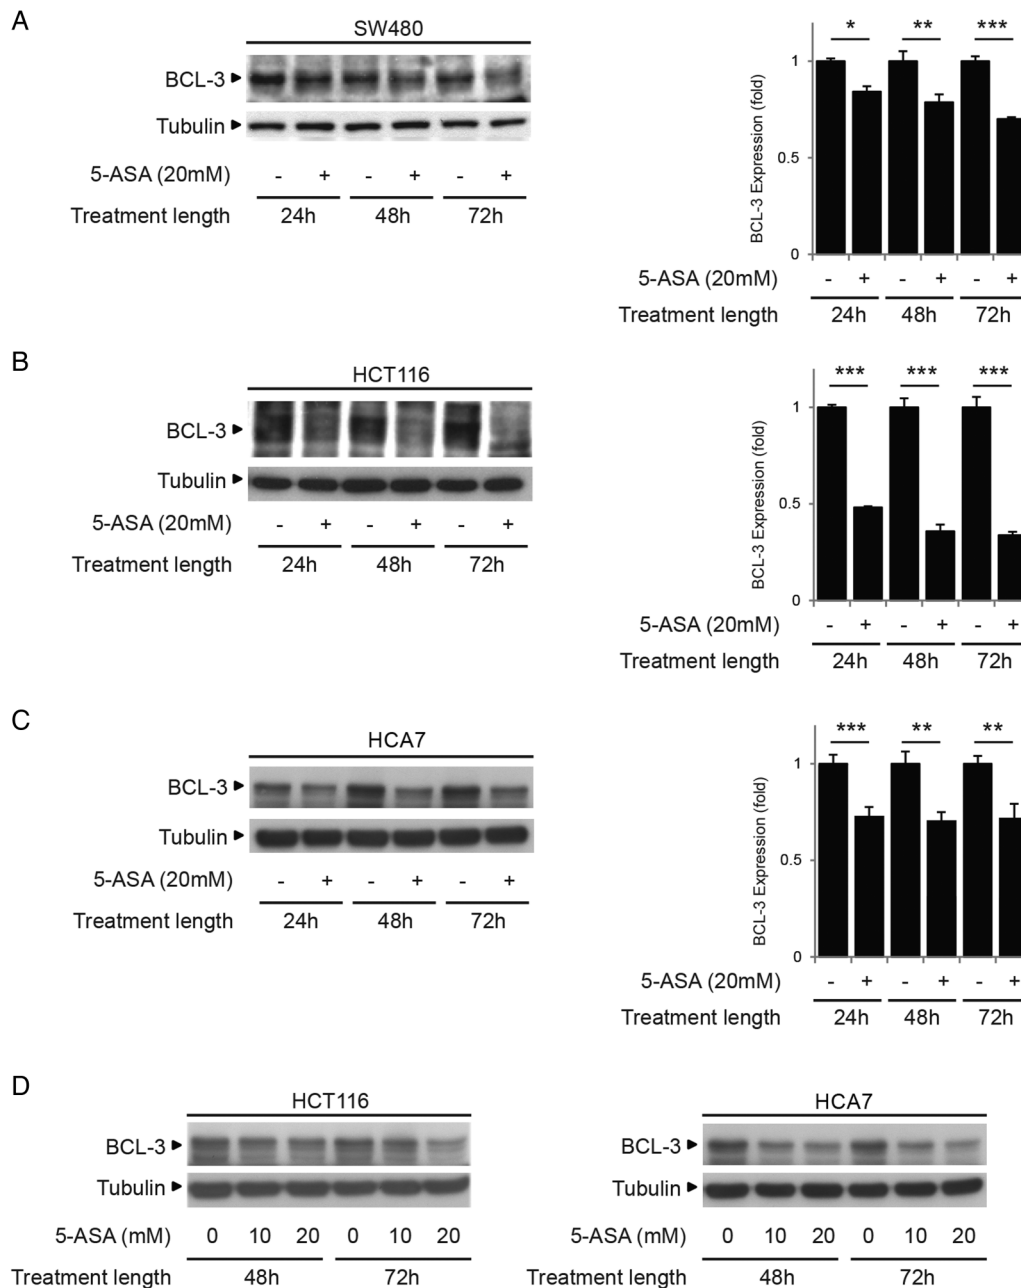 A
SW480
BCL-3
Tubulin
5-ASA (20mM) - + - + - +
Treatment length 24h 48h 72h
* ** ***
BCL-3 Expression (fold)
1
0.5
0
5-ASA (20mM) - + - + - +
Treatment length 24h 48h 72h
B
HCT116
BCL-3
Tubulin
5-ASA (20mM) - + - + - +
Treatment length 24h 48h 72h
*** *** ***
BCL-3 Expression (fold)
1
0.5
0
5-ASA (20mM) - + - + - +
Treatment length 24h 48h 72h
C
HCA7
BCL-3
Tubulin
5-ASA (20mM) - + - + - +
Treatment length 24h 48h 72h
*** ** **
BCL-3 Expression (fold)
1
0.5
0
5-ASA (20mM) - + - + - +
Treatment length 24h 48h 72h
D
HCT116
BCL-3
Tubulin
5-ASA (mM) 0 10 20 0 10 20
Treatment length 48h 72h
HCA7
BCL-3
Tubulin
5-ASA (mM) 0 10 20 0 10 20
Treatment length 48h 72h